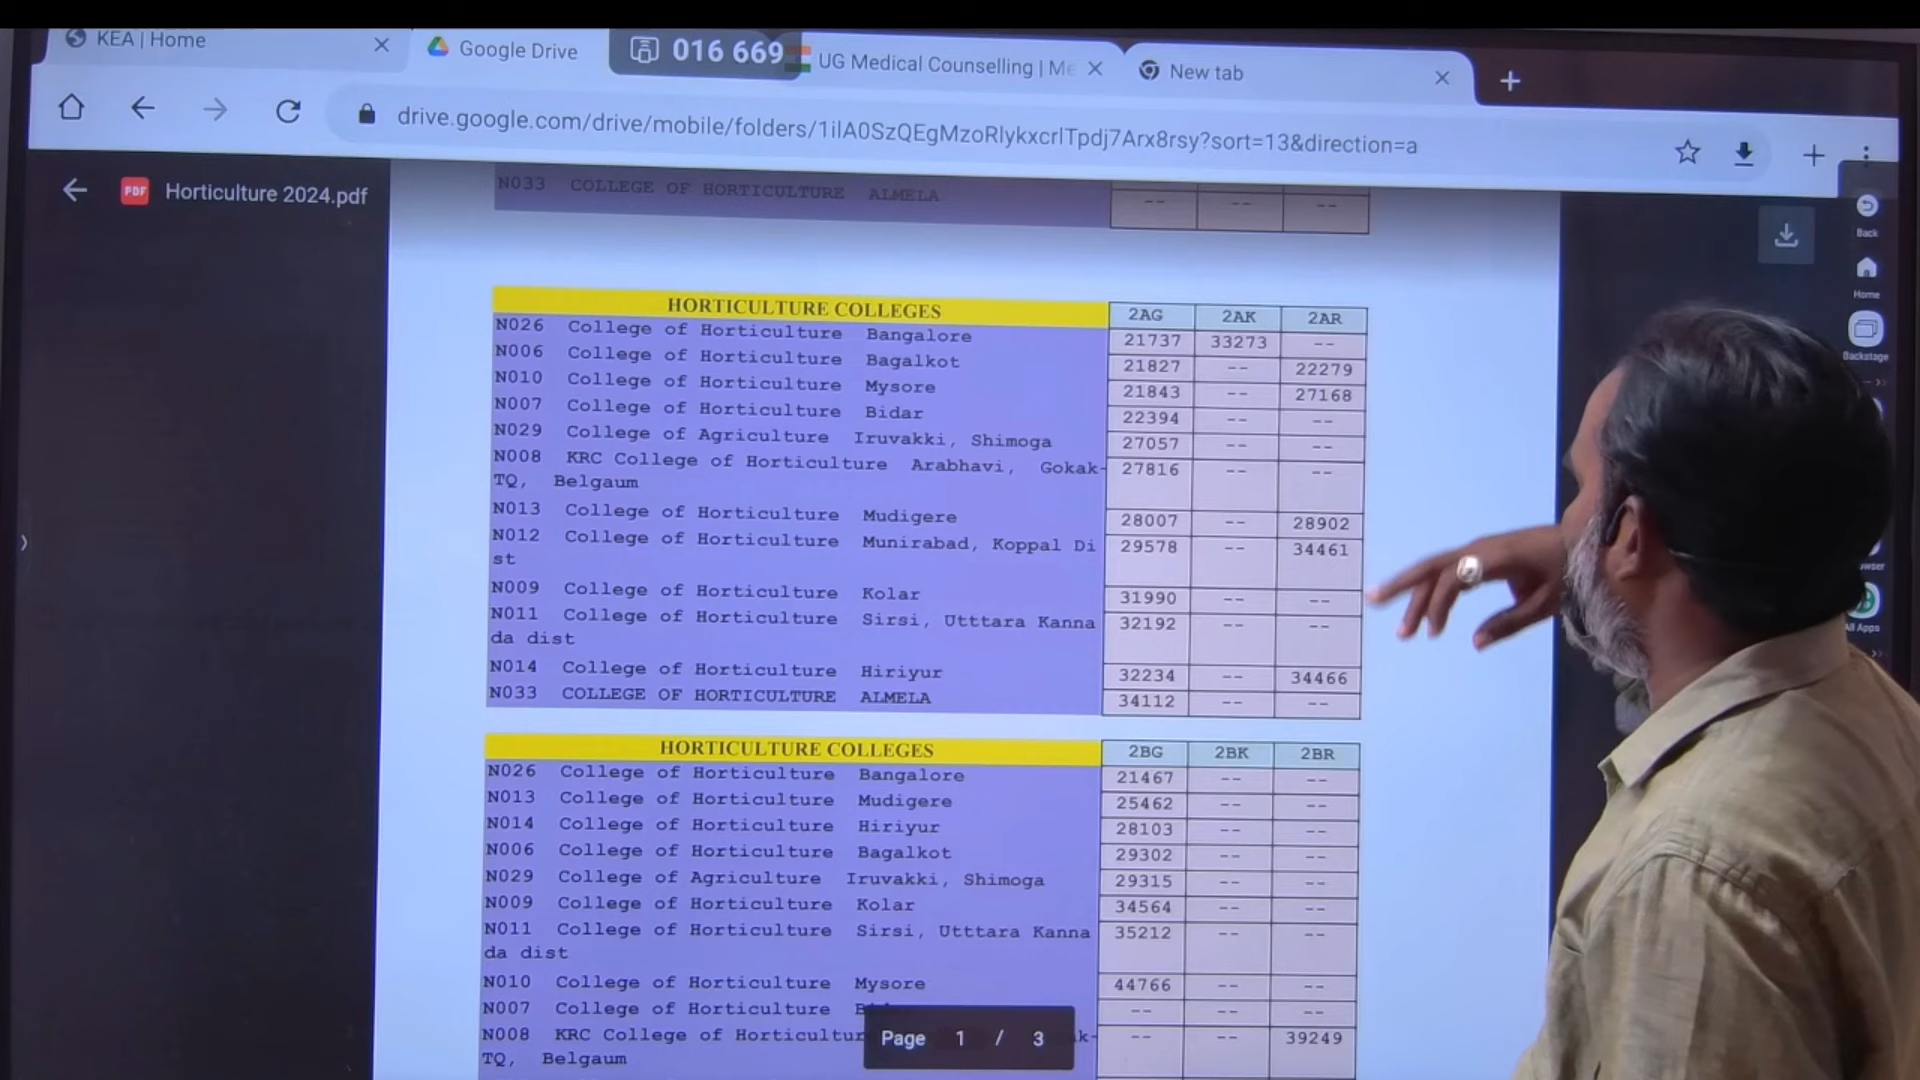 KEA | Home
Google Drive
016 669
UG Medical Counselling | Me
New tab
drive.google.com/drive/mobile/folders/1ilA0SzQEgMzoRlykxcrlTpdj7Arx8rsy?sort=13&direction=a
PDF Horticulture 2024.pdf
Back
Home
Backstage
All Apps
N033 COLLEGE OF HORTICULTURE ALMELA -- -- --
HORTICULTURE COLLEGES 2AG 2AK 2AR
N026 College of Horticulture Bangalore 21737 33273 --
N006 College of Horticulture Bagalkot 21827 -- 22279
N010 College of Horticulture Mysore 21843 -- 27168
N007 College of Horticulture Bidar 22394 -- --
N029 College of Agriculture Iruvakki, Shimoga 27057 -- --
N008 KRC College of Horticulture Arabhavi, Gokak- 27816 -- --
TQ, Belgaum
N013 College of Horticulture Mudigere 28007 -- 28902
N012 College of Horticulture Munirabad, Koppal Di 29578 -- 34461
st
N009 College of Horticulture Kolar 31990 -- --
N011 College of Horticulture Sirsi, Utttara Kanna 32192 -- --
da dist
N014 College of Horticulture Hiriyur 32234 -- 34466
N033 COLLEGE OF HORTICULTURE ALMELA 34112 -- --
HORTICULTURE COLLEGES 2BG 2BK 2BR
N026 College of Horticulture Bangalore 21467 -- --
N013 College of Horticulture Mudigere 25462 -- --
N014 College of Horticulture Hiriyur 28103 -- --
N006 College of Horticulture Bagalkot 29302 -- --
N029 College of Agriculture Iruvakki, Shimoga 29315 -- --
N009 College of Horticulture Kolar 34564 -- --
N011 College of Horticulture Sirsi, Utttara Kanna 35212 -- --
da dist
N010 College of Horticulture Mysore 44766 -- --
N007 College of Horticulture -- -- --
N008 KRC College of Horticultur k- -- -- 39249
TQ, Belgaum
Page 1 / 3